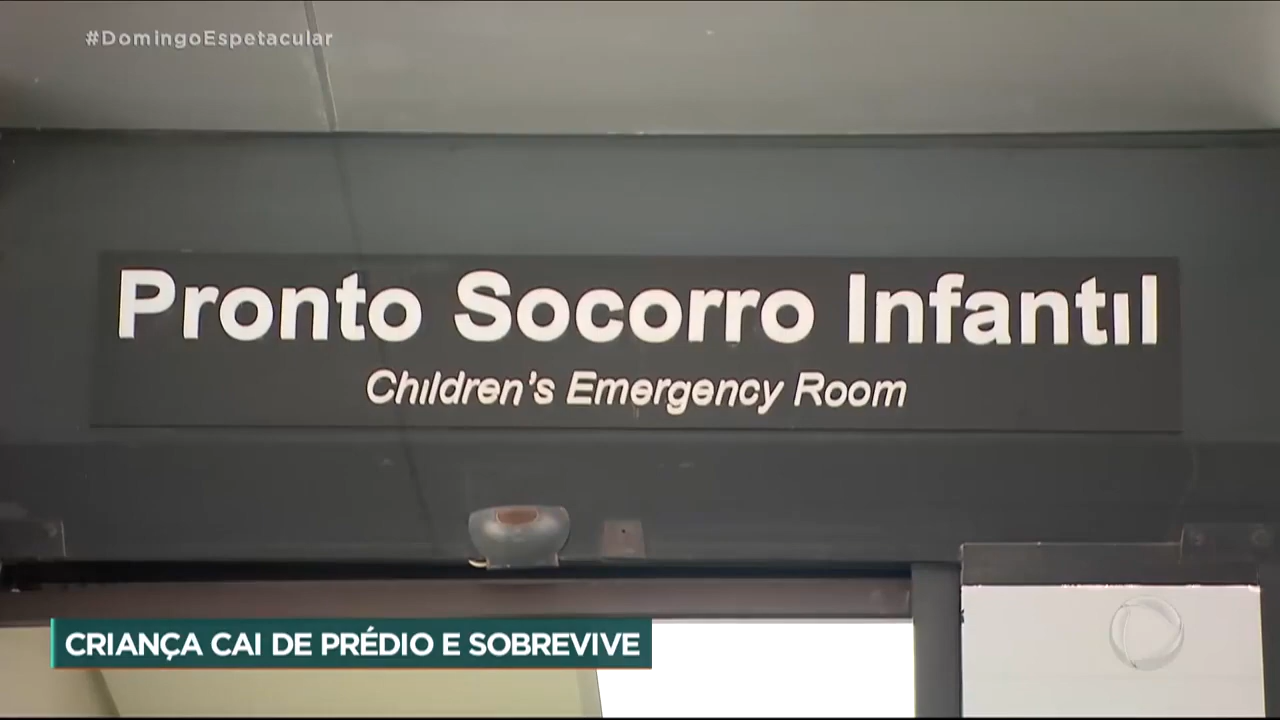 #DomingoEspetacular
Pronto Socorro Infantil
Children's Emergency Room
CRIANÇA CAI DE PRÉDIO E SOBREVIVE